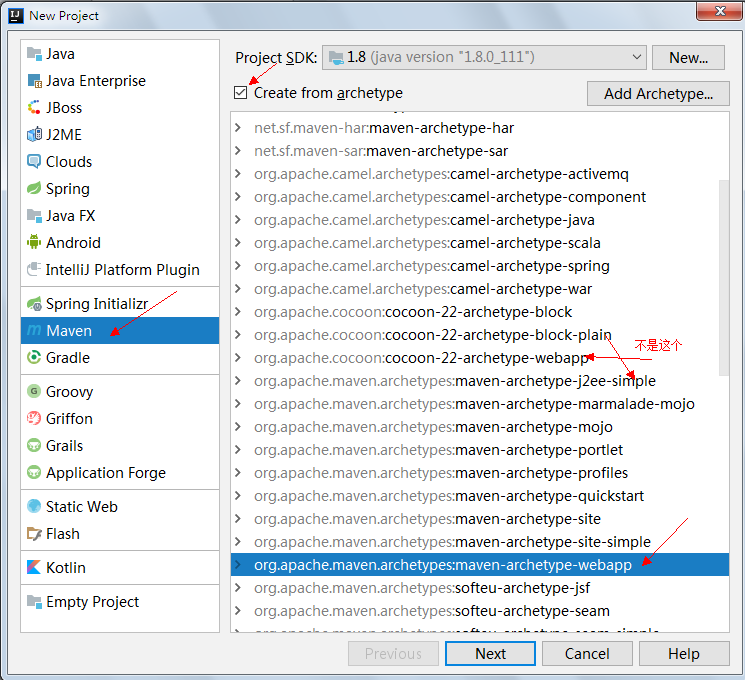 New Project
Java
Java Enterprise
JBoss
J2ME
Clouds
Spring
Java FX
Android
IntelliJ Platform Plugin
Spring Initializr
Maven
Gradle
Groovy
Griffon
Grails
Application Forge
Static Web
Flash
Kotlin
Empty Project
Project SDK: 1.8 (java version "1.8.0_111") New...
Create from archetype Add Archetype...
net.sf.maven-har:maven-archetype-har
net.sf.maven-sar:maven-archetype-sar
org.apache.camel.archetypes:camel-archetype-activemq
org.apache.camel.archetypes:camel-archetype-component
org.apache.camel.archetypes:camel-archetype-java
org.apache.camel.archetypes:camel-archetype-scala
org.apache.camel.archetypes:camel-archetype-spring
org.apache.camel.archetypes:camel-archetype-war
org.apache.cocoon:cocoon-22-archetype-block
org.apache.cocoon:cocoon-22-archetype-block-plain
不是这个
org.apache.cocoon:cocoon-22-archetype-webapp
org.apache.maven.archetypes:maven-archetype-j2ee-simple
org.apache.maven.archetypes:maven-archetype-marmalade-mojo
org.apache.maven.archetypes:maven-archetype-mojo
org.apache.maven.archetypes:maven-archetype-portlet
org.apache.maven.archetypes:maven-archetype-profiles
org.apache.maven.archetypes:maven-archetype-quickstart
org.apache.maven.archetypes:maven-archetype-site
org.apache.maven.archetypes:maven-archetype-site-simple
org.apache.maven.archetypes:maven-archetype-webapp
org.apache.maven.archetypes:softeu-archetype-jsf
org.apache.maven.archetypes:softeu-archetype-seam
Previous Next Cancel Help